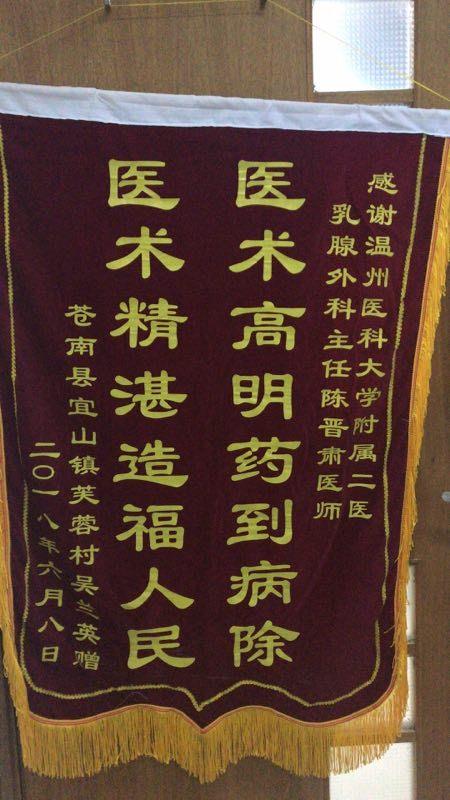 感谢温州医科大学附属二医
乳腺外科主任陈晋肃医师
医术高明药到病除
医术精湛造福人民
苍南县宜山镇芙蓉村吴兰英赠
二〇一八年六月八日